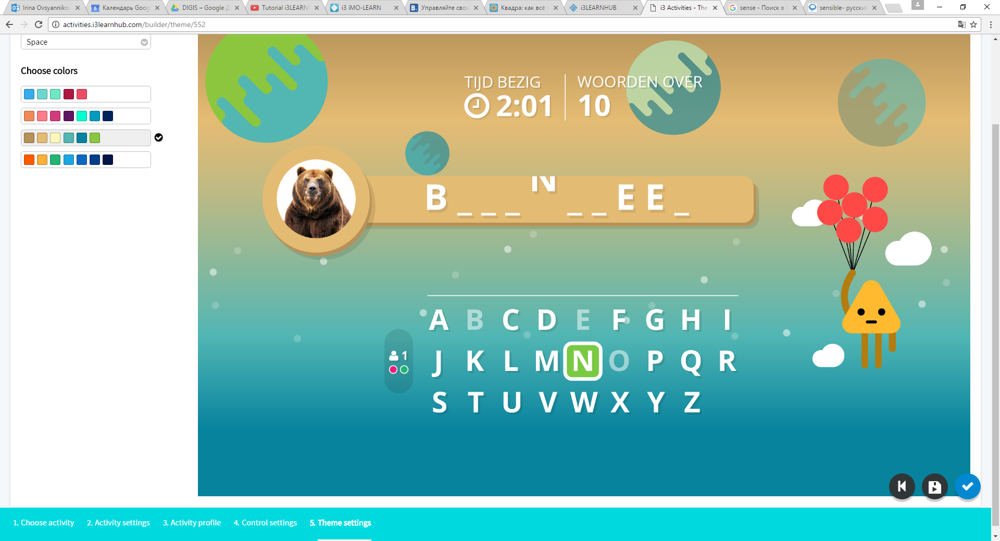 Irina Ovsyannikov
Календарь Goog
DIGIS – Google Д
Tutorial i3LEARN
i3 iMO-LEARN
Управляйте свои
Квадра: как всё
i3LEARNHUB
i3 Activities - The
sense - Поиск в
sensible- русски
activities.i3learnhub.com/builder/theme/552
Space
Choose colors
TIJD BEZIG
2:01
WOORDEN OVER
10
B _ _ _ N _ _ E E _
A B C D E F G H I
J K L M N O P Q R
S T U V W X Y Z
1
1. Choose activity
2. Activity settings
3. Activity profile
4. Control settings
5. Theme settings